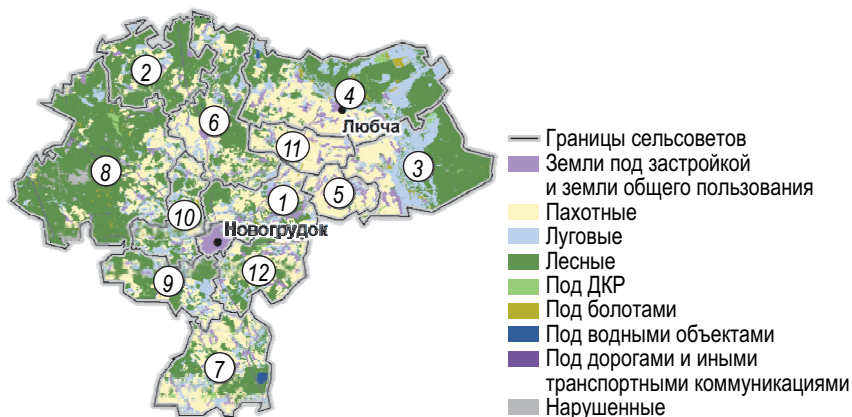 2
4
6
Любча
11
3
8
5
1
10
Новогрудок
12
9
7
Границы сельсоветов
Земли под застройкой
и земли общего пользования
Пахотные
Луговые
Лесные
Под ДКР
Под болотами
Под водными объектами
Под дорогами и иными
транспортными коммуникациями
Нарушенные